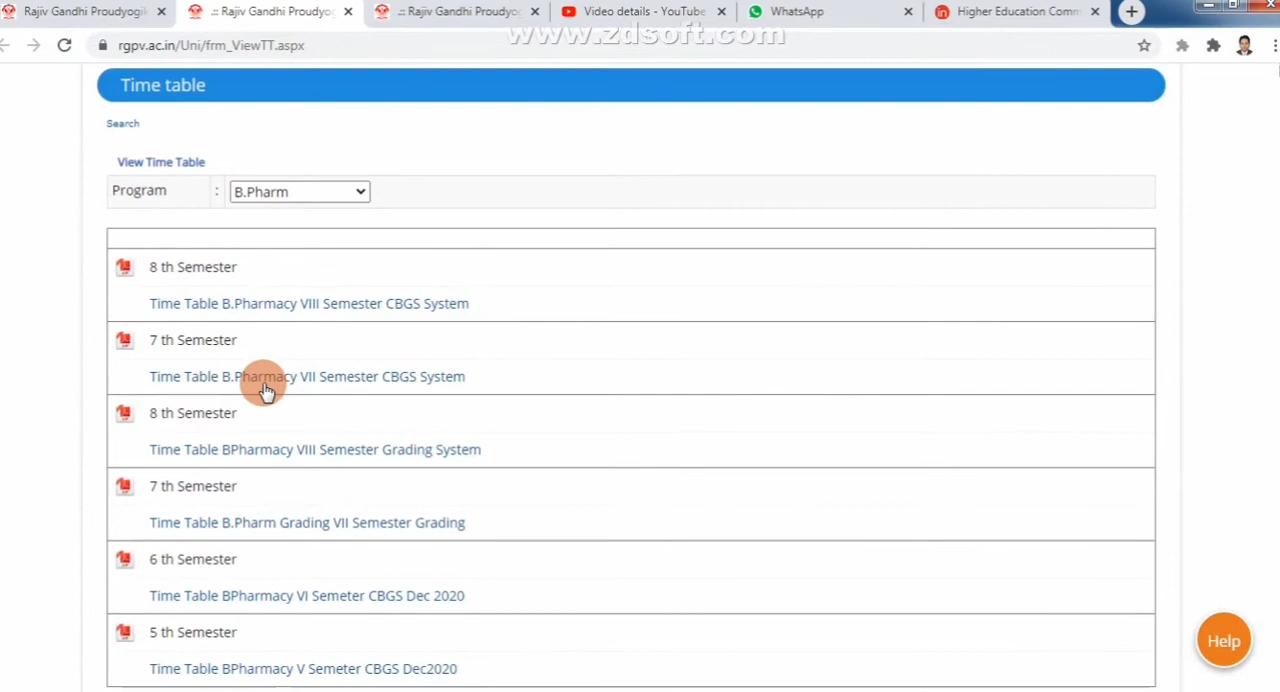 Rajiv Gandhi Proudyogik
.:: Rajiv Gandhi Proudyog
.:: Rajiv Gandhi Proudyog
Video details - YouTube
WhatsApp
Higher Education Comm
www.zdsoft.com
rgpv.ac.in/Uni/frm_ViewTT.aspx
Time table
Search
View Time Table
Program : B.Pharm
8 th Semester
Time Table B.Pharmacy VIII Semester CBGS System
7 th Semester
Time Table B.Pharmacy VII Semester CBGS System
8 th Semester
Time Table BPharmacy VIII Semester Grading System
7 th Semester
Time Table B.Pharm Grading VII Semester Grading
6 th Semester
Time Table BPharmacy VI Semeter CBGS Dec 2020
5 th Semester
Time Table BPharmacy V Semeter CBGS Dec2020
Help